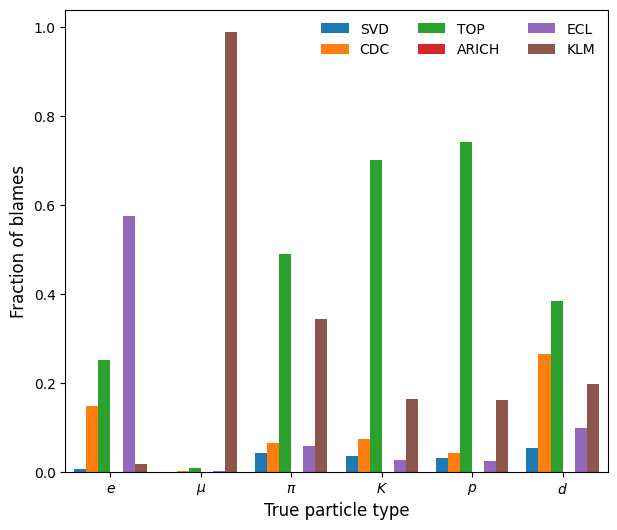 SVD TOP ECL
CDC ARICH KLM
Fraction of blames
1.0
0.8
0.6
0.4
0.2
0.0
e μ π K p d
True particle type